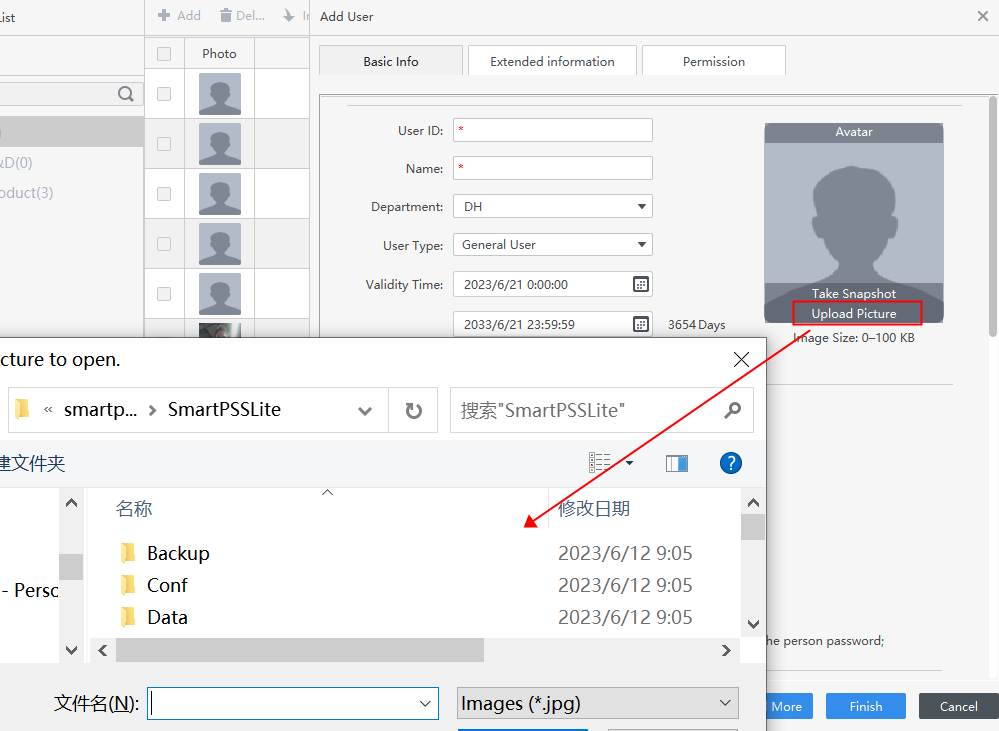 Add User
Add
Del...
Basic Info
Extended information
Permission
Photo
User ID: *
Name: *
Department: DH
User Type: General User
Validity Time: 2023/6/21 0:00:00
2033/6/21 23:59:59
3654 Days
Avatar
Take Snapshot
Upload Picture
Image Size: 0–100 KB
&D(0)
oduct(3)
cture to open.
« smartp... > SmartPSSLite
搜索"SmartPSSLite"
建文件夹
?
名称
修改日期
Backup
2023/6/12 9:05
Conf
2023/6/12 9:05
Data
2023/6/12 9:05
- Perso
文件名(N):
Images (*.jpg)
he person password;
More
Finish
Cancel